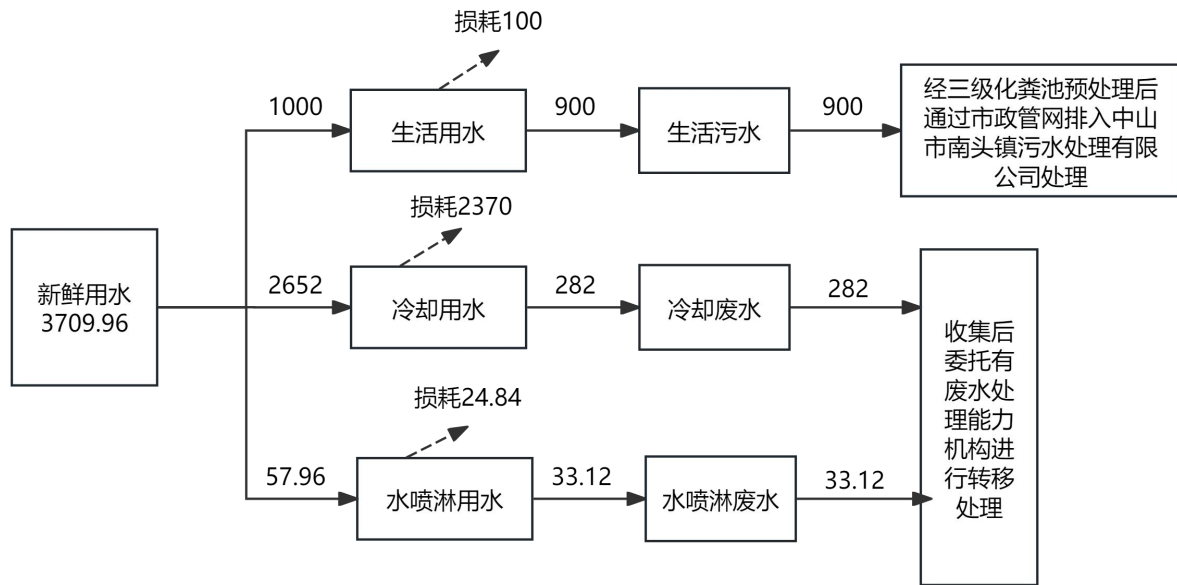 损耗100
1000
生活用水
900
生活污水
900
经三级化粪池预处理后
通过市政管网排入中山
市南头镇污水处理有限
公司处理
新鲜用水
3709.96
损耗2370
2652
冷却用水
282
冷却废水
282
损耗24.84
57.96
水喷淋用水
33.12
水喷淋废水
33.12
收集后
委托有
废水处
理能力
机构进
行转移
处理